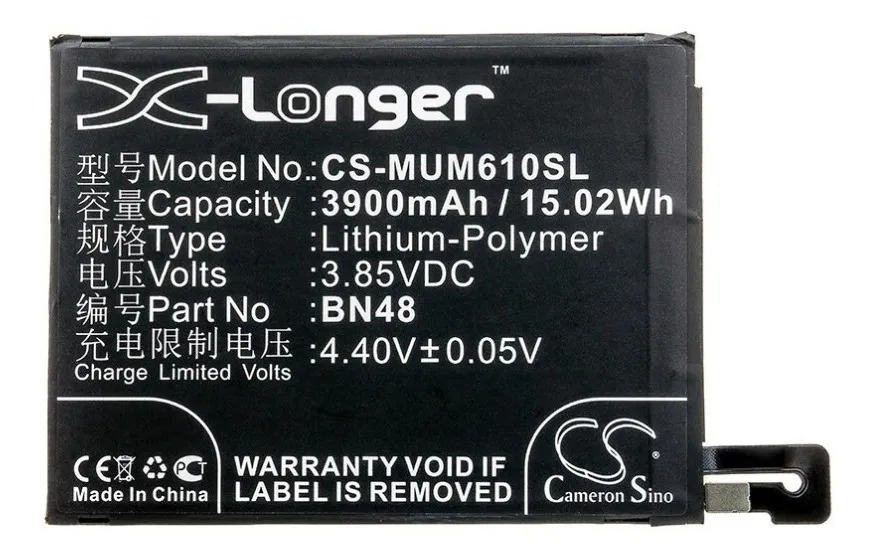 X-Longer™
型号Model No.:CS-MUM610SL
容量Capacity :3900mAh / 15.02Wh
规格Type :Lithium-Polymer
电压Volts :3.85VDC
编号Part No :BN48
充电限制电压 :4.40V±0.05V
Charge Limited Volts
CE PCT
Made In China
WARRANTY VOID IF
LABEL IS REMOVED
CS®
Cameron Sino